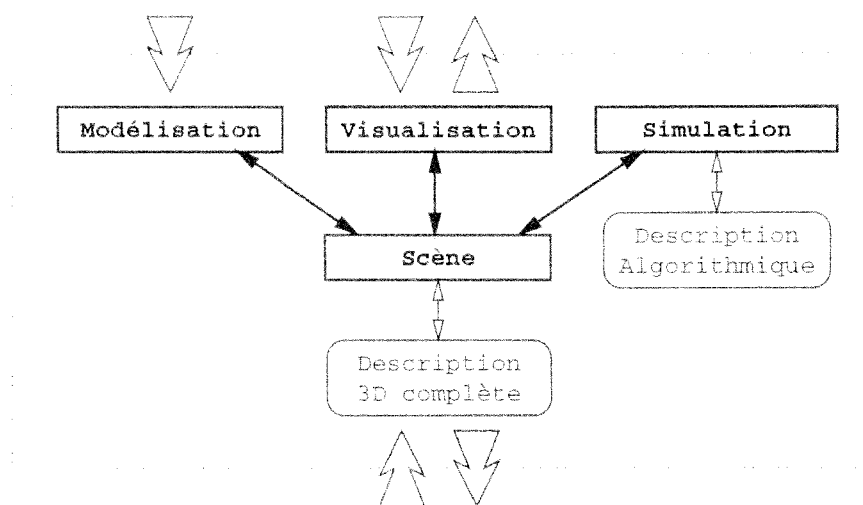 Modélisation
Visualisation
Simulation
Description
Algorithmique
Scène
Description
3D complète